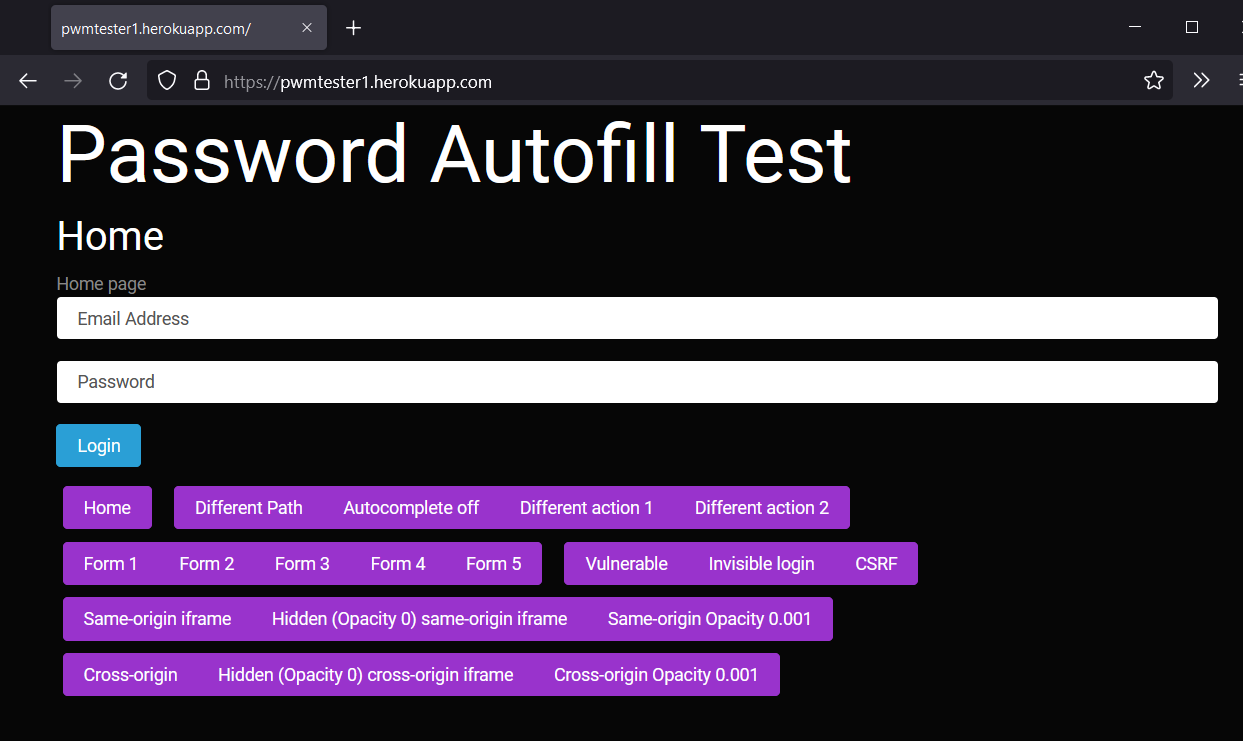 pwmtester1.herokuapp.com/
https://pwmtester1.herokuapp.com
Password Autofill Test
Home
Home page
Email Address
Password
Login
Home Different Path Autocomplete off Different action 1 Different action 2
Form 1 Form 2 Form 3 Form 4 Form 5 Vulnerable Invisible login CSRF
Same-origin iframe Hidden (Opacity 0) same-origin iframe Same-origin Opacity 0.001
Cross-origin Hidden (Opacity 0) cross-origin iframe Cross-origin Opacity 0.001